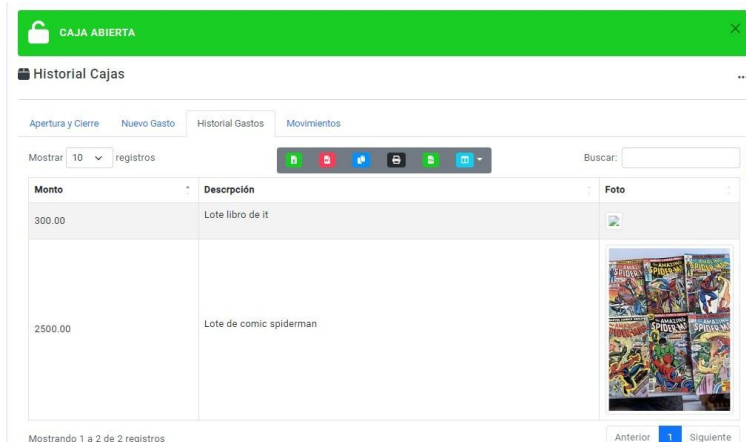 CAJA ABIERTA
Historial Cajas
Apertura y Cierre Nuevo Gasto Historial Gastos Movimientos
Mostrar 10 registros Buscar:
Monto Descrpción Foto
300.00 Lote libro de it
2500.00 Lote de comic spiderman
Mostrando 1 a 2 de 2 registros Anterior 1 Siguiente